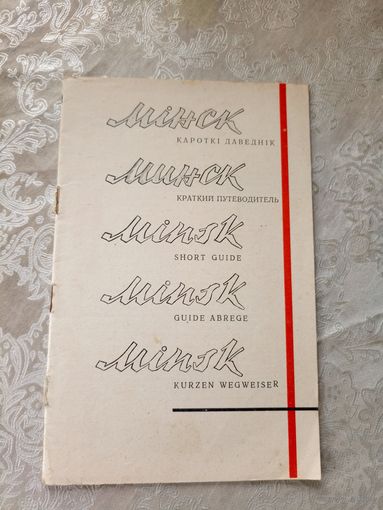 Мінск
КАРОТКІ ДАВЕДНІК
Минск
КРАТКИЙ ПУТЕВОДИТЕЛЬ
Minsk
SHORT GUIDE
Minsk
GUIDE ABREGE
Minsk
KURZEN WEGWEISER